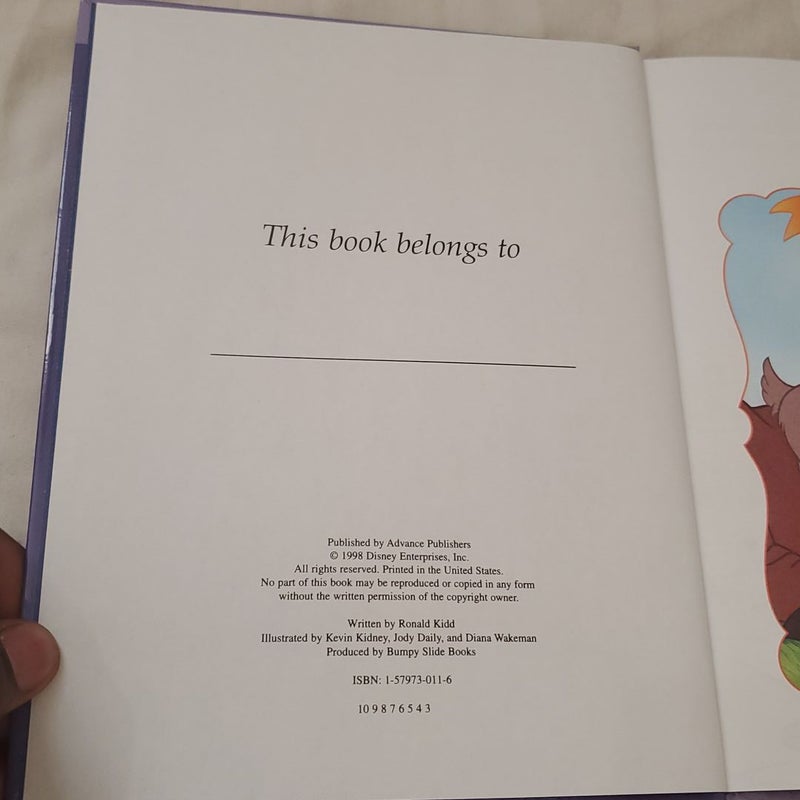 This book belongs to
Published by Advance Publishers
© 1998 Disney Enterprises, Inc.
All rights reserved. Printed in the United States.
No part of this book may be reproduced or copied in any form
without the written permission of the copyright owner.
Written by Ronald Kidd
Illustrated by Kevin Kidney, Jody Daily, and Diana Wakeman
Produced by Bumpy Slide Books
ISBN: 1-57973-011-6
10 9 8 7 6 5 4 3